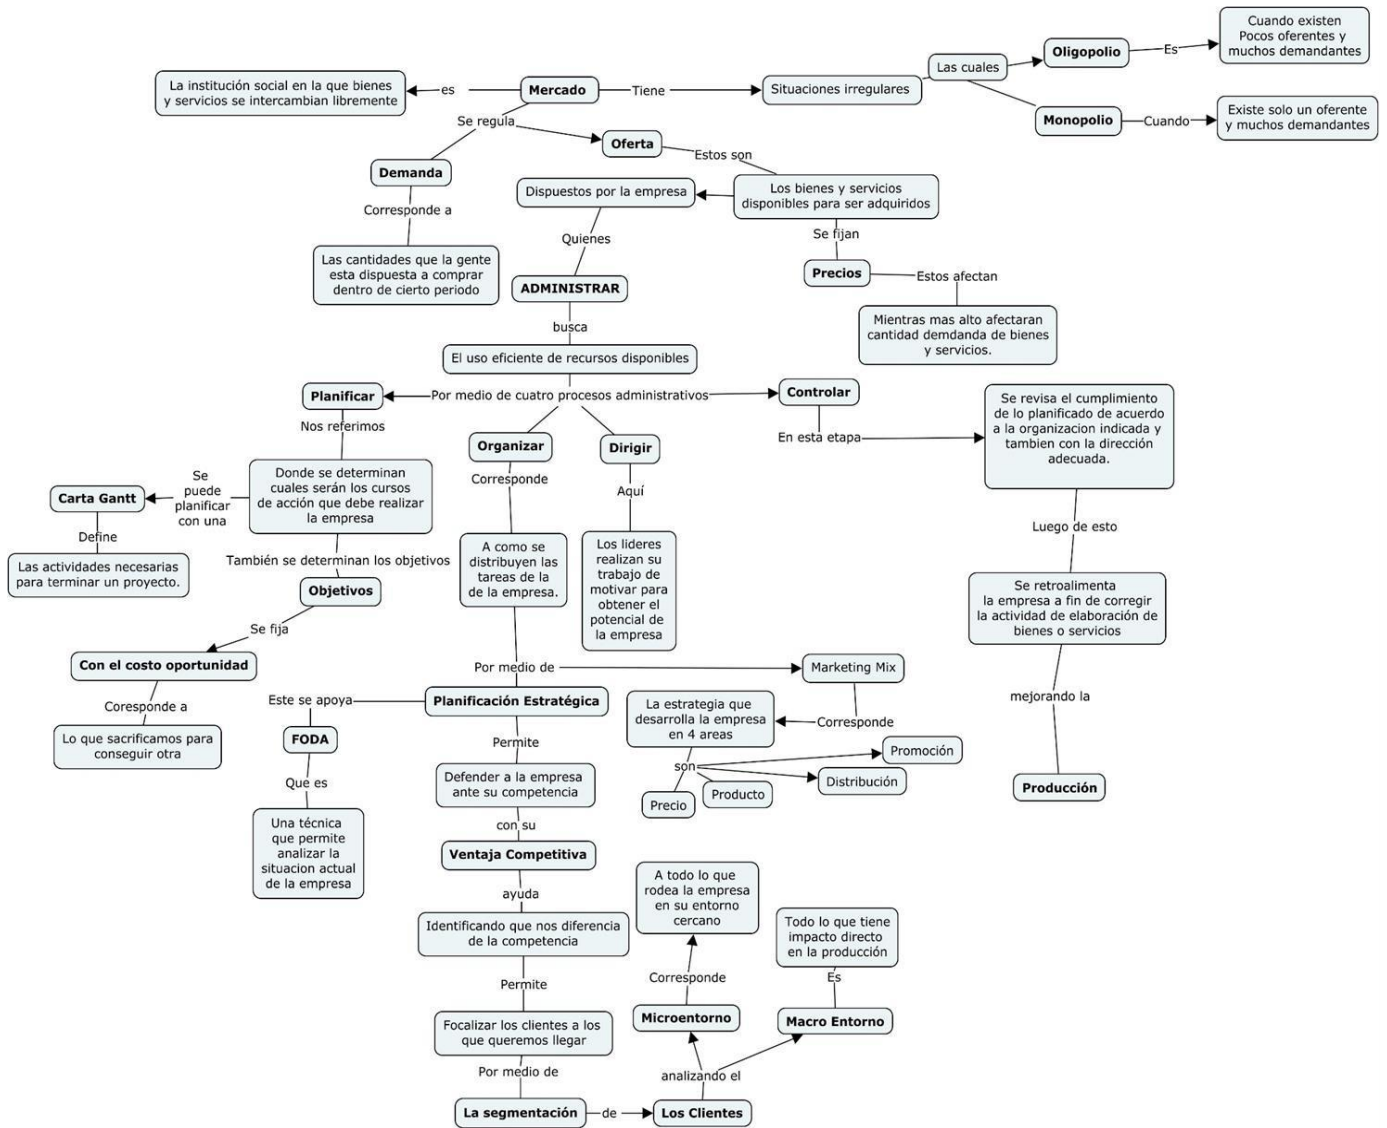 Cuando existen
Pocos oferentes y
muchos demandantes
Es
Oligopolio
Las cuales
La institución social en la que bienes
y servicios se intercambian libremente
es
Mercado
Tiene
Situaciones irregulares
Monopolio
Cuando
Existe solo un oferente
y muchos demandantes
Se regula
Oferta
Estos son
Demanda
Dispuestos por la empresa
Los bienes y servicios
disponibles para ser adquiridos
Corresponde a
Quienes
Se fijan
Las cantidades que la gente
esta dispuesta a comprar
dentro de cierto periodo
ADMINISTRAR
Precios
Estos afectan
busca
Mientras mas alto afectaran
cantidad demdanda de bienes
y servicios.
El uso eficiente de recursos disponibles
Planificar
Por medio de cuatro procesos administrativos
Controlar
Nos referimos
Organizar
Dirigir
En esta etapa
Se revisa el cumplimiento
de lo planificado de acuerdo
a la organizacion indicada y
tambien con la dirección
adecuada.
Carta Gantt
Se
puede
planificar
con una
Donde se determinan
cuales serán los cursos
de acción que debe realizar
la empresa
Corresponde
Aquí
Define
Luego de esto
Las actividades necesarias
para terminar un proyecto.
También se determinan los objetivos
A como se
distribuyen las
tareas de la
de la empresa.
Los lideres
realizan su
trabajo de
motivar para
obtener el
potencial de
la empresa
Objetivos
Se retroalimenta
la empresa a fin de corregir
la actividad de elaboración de
bienes o servicios
Se fija
Con el costo oportunidad
Por medio de
Marketing Mix
Coresponde a
Este se apoya
Planificación Estratégica
La estrategia que
desarrolla la empresa
en 4 areas
Corresponde
mejorando la
Lo que sacrificamos para
conseguir otra
FODA
Permite
son
Promoción
Distribución
Producto
Precio
Producción
Que es
Defender a la empresa
ante su competencia
Una técnica
que permite
analizar la
situacion actual
de la empresa
con su
Ventaja Competitiva
ayuda
A todo lo que
rodea la empresa
en su entorno
cercano
Identificando que nos diferencia
de la competencia
Todo lo que tiene
impacto directo
en la producción
Permite
Corresponde
Es
Focalizar los clientes a los
que queremos llegar
Microentorno
Macro Entorno
Por medio de
analizando el
La segmentación
de
Los Clientes